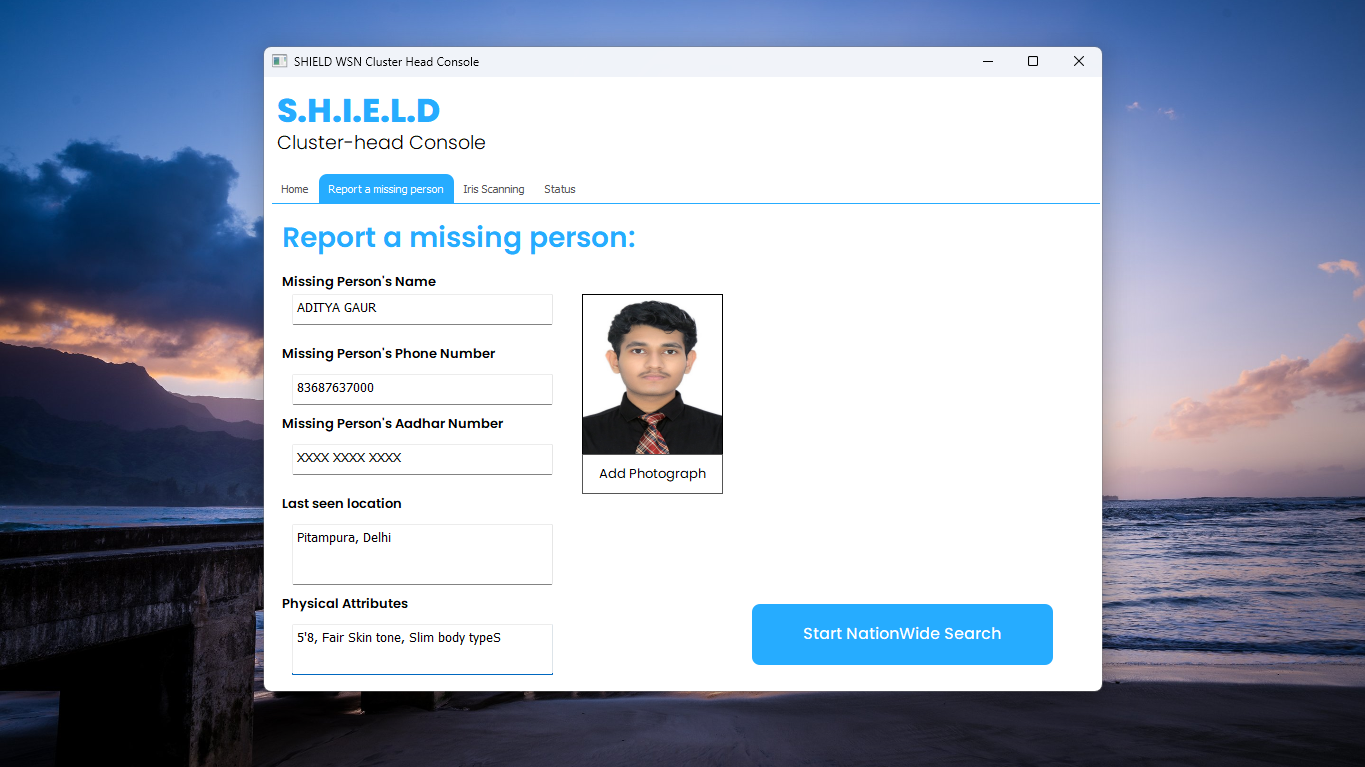 SHIELD WSN Cluster Head Console
S.H.I.E.L.D
Cluster-head Console
Home Report a missing person Iris Scanning Status
Report a missing person:
Missing Person's Name
ADITYA GAUR
Missing Person's Phone Number
83687637000
Missing Person's Aadhar Number
XXXX XXXX XXXX
Add Photograph
Last seen location
Pitampura, Delhi
Physical Attributes
5'8, Fair Skin tone, Slim body typeS
Start NationWide Search